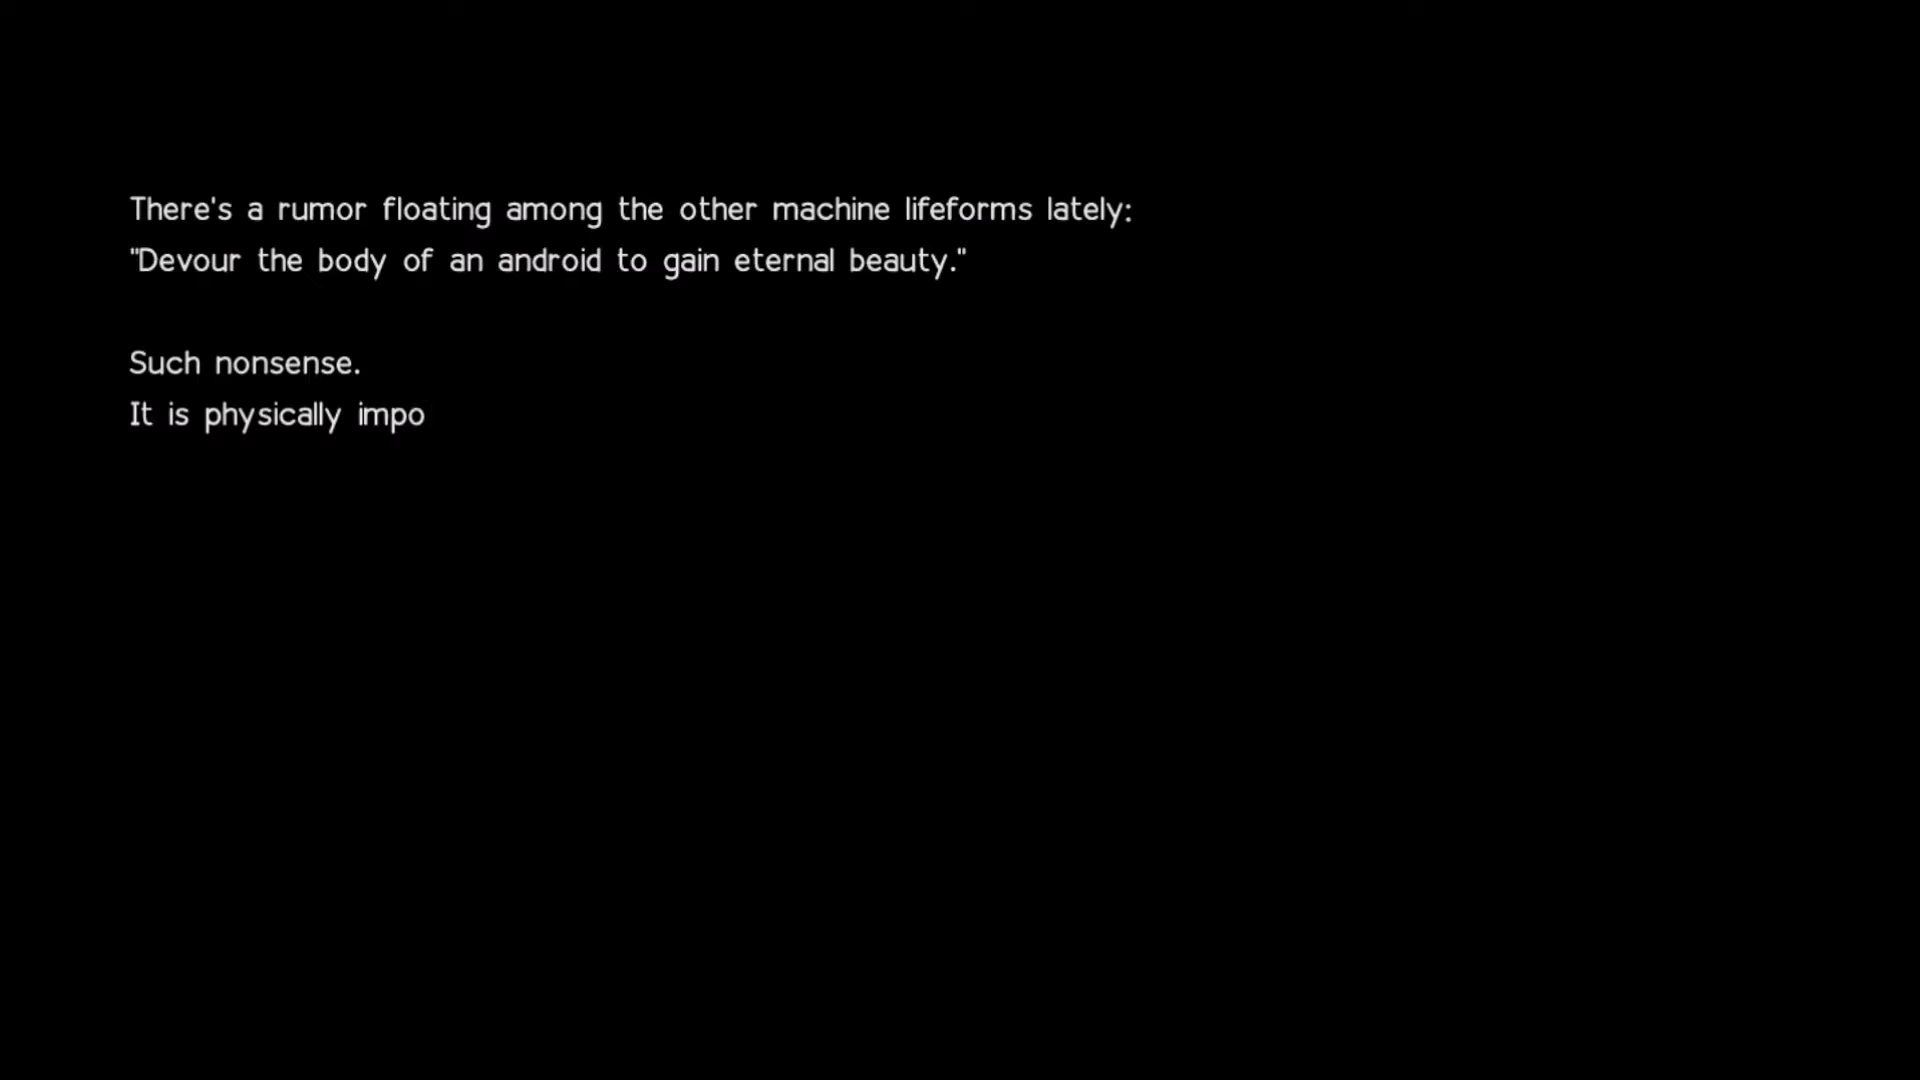 There's a rumor floating among the other machine lifeforms lately:
"Devour the body of an android to gain eternal beauty."
Such nonsense.
It is physically impo